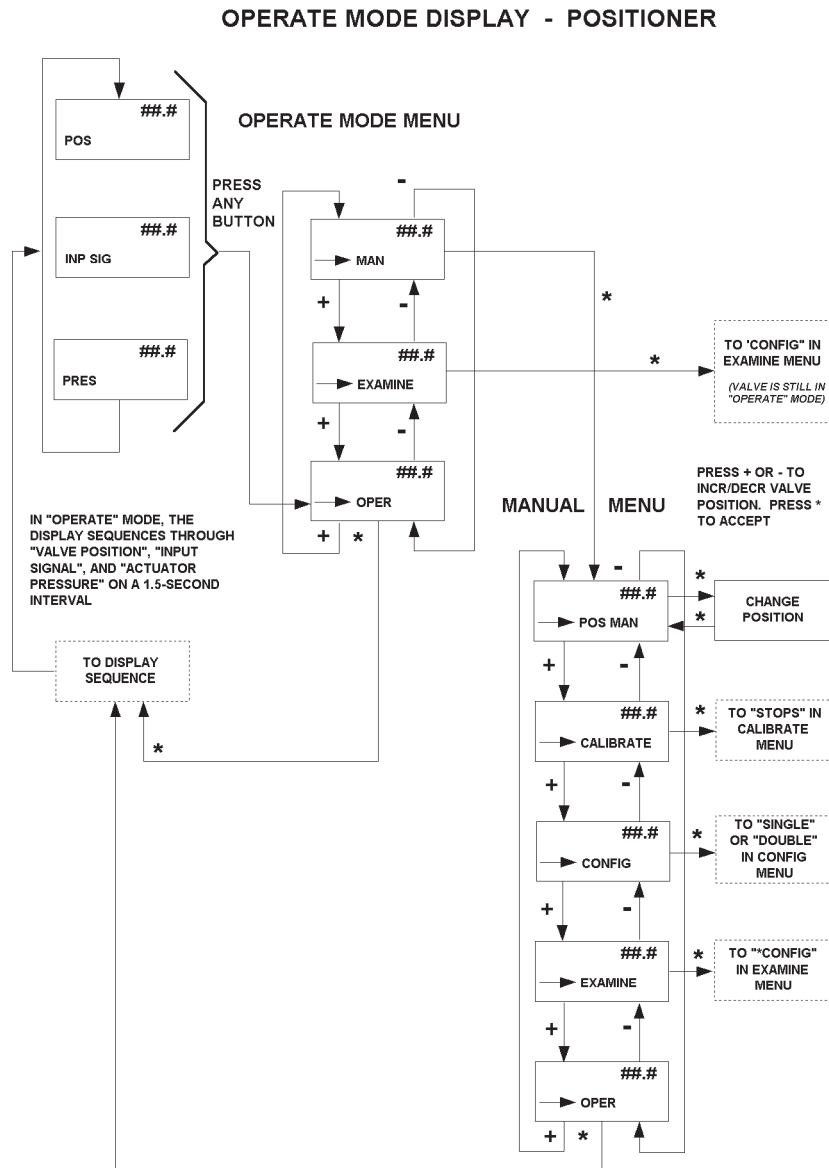 OPERATE MODE DISPLAY - POSITIONER
##.#
POS
##.#
INP SIG
##.#
PRES
PRESS
ANY
BUTTON
OPERATE MODE MENU
-
##.#
MAN
*
+
-
##.#
EXAMINE
*
+
-
##.#
OPER
+ *
TO 'CONFIG" IN
EXAMINE MENU
(VALVE IS STILL IN
"OPERATE" MODE)
IN "OPERATE" MODE, THE
DISPLAY SEQUENCES THROUGH
"VALVE POSITION", "INPUT
SIGNAL", AND "ACTUATOR
PRESSURE" ON A 1.5-SECOND
INTERVAL
TO DISPLAY
SEQUENCE
*
MANUAL MENU
PRESS + OR - TO
INCR/DECR VALVE
POSITION. PRESS *
TO ACCEPT
-
##.#
POS MAN
*
*
CHANGE
POSITION
+
-
##.#
CALIBRATE
*
TO "STOPS" IN
CALIBRATE
MENU
+
-
##.#
CONFIG
*
TO "SINGLE"
OR "DOUBLE"
IN CONFIG
MENU
+
-
##.#
EXAMINE
*
TO "*CONFIG"
IN EXAMINE
MENU
+
-
##.#
OPER
+ *